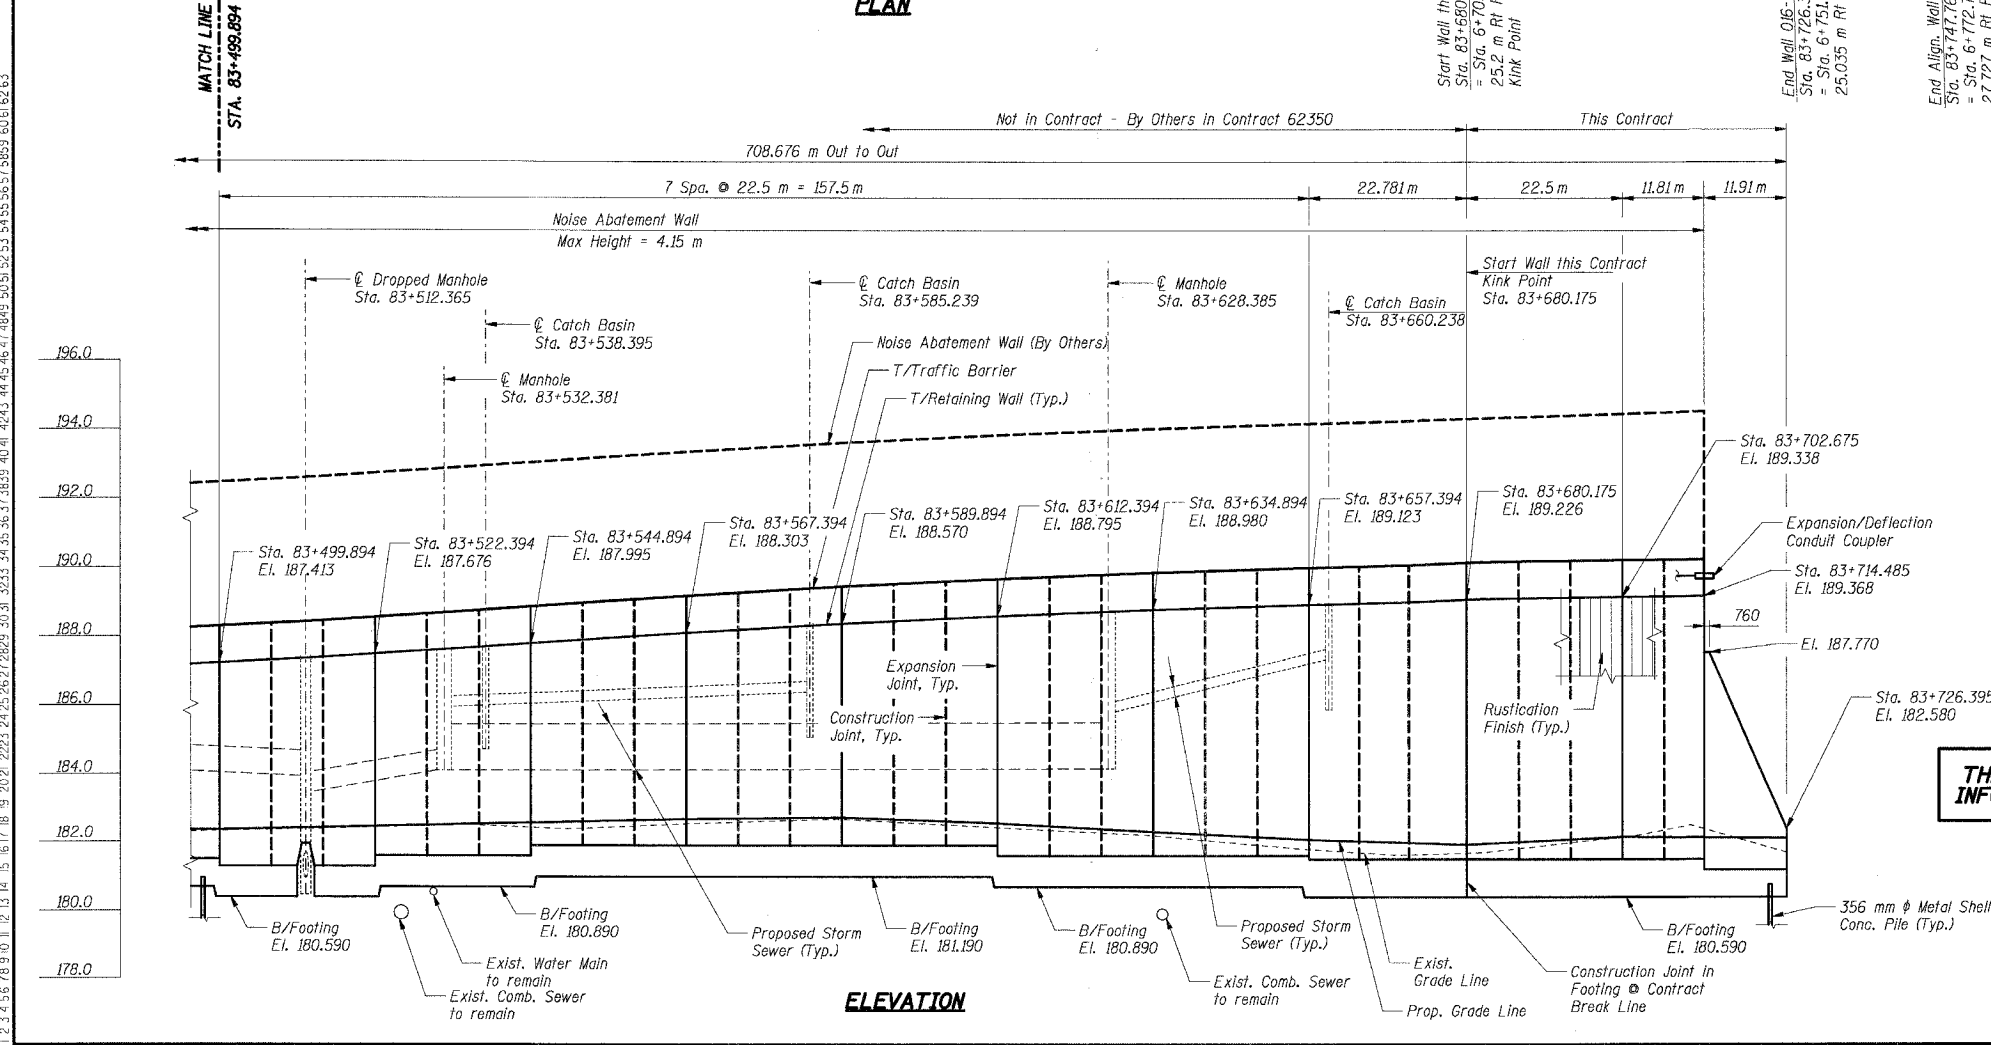 PLAN
MATCH LINE
STA. 83+499.894
Start Wall
Sta. 83+680
= Sta. 6+70
25.2 m Rt
Kink Point
End Wall 016-
Sta. 83+726.3
= Sta. 6+751.
25.035 m Rt
End Align. Wall
Sta. 83+747.76
= Sta. 6+772.
27.727 m Rt
Not in Contract - By Others in Contract 62350
This Contract
708.676 m Out to Out
7 Spa. @ 22.5 m = 157.5 m
22.781 m
22.5 m
11.81 m
11.91 m
Noise Abatement Wall
Max Height = 4.15 m
℄ Dropped Manhole
Sta. 83+512.365
℄ Catch Basin
Sta. 83+538.395
℄ Manhole
Sta. 83+532.381
℄ Catch Basin
Sta. 83+585.239
℄ Manhole
Sta. 83+628.385
℄ Catch Basin
Sta. 83+660.238
Start Wall this Contract
Kink Point
Sta. 83+680.175
Noise Abatement Wall (By Others)
T/Traffic Barrier
T/Retaining Wall (Typ.)
196.0
194.0
192.0
190.0
188.0
186.0
184.0
182.0
180.0
178.0
Sta. 83+499.894
El. 187.413
Sta. 83+522.394
El. 187.676
Sta. 83+544.894
El. 187.995
Sta. 83+567.394
El. 188.303
Sta. 83+589.894
El. 188.570
Sta. 83+612.394
El. 188.795
Sta. 83+634.894
El. 188.980
Sta. 83+657.394
El. 189.123
Sta. 83+680.175
El. 189.226
Sta. 83+702.675
El. 189.338
Expansion/Deflection
Conduit Coupler
Sta. 83+714.485
El. 189.368
760
El. 187.770
Sta. 83+726.395
El. 182.580
Expansion
Joint, Typ.
Construction
Joint, Typ.
Rustication
Finish (Typ.)
B/Footing
El. 180.590
Exist. Water Main
to remain
Exist. Comb. Sewer
to remain
B/Footing
El. 180.890
Proposed Storm
Sewer (Typ.)
B/Footing
El. 181.190
B/Footing
El. 180.890
Exist. Comb. Sewer
to remain
Proposed Storm
Sewer (Typ.)
Exist.
Grade Line
Prop. Grade Line
Construction Joint in
Footing @ Contract
Break Line
B/Footing
El. 180.590
356 mm ϕ Metal Shell
Conc. Pile (Typ.)
ELEVATION